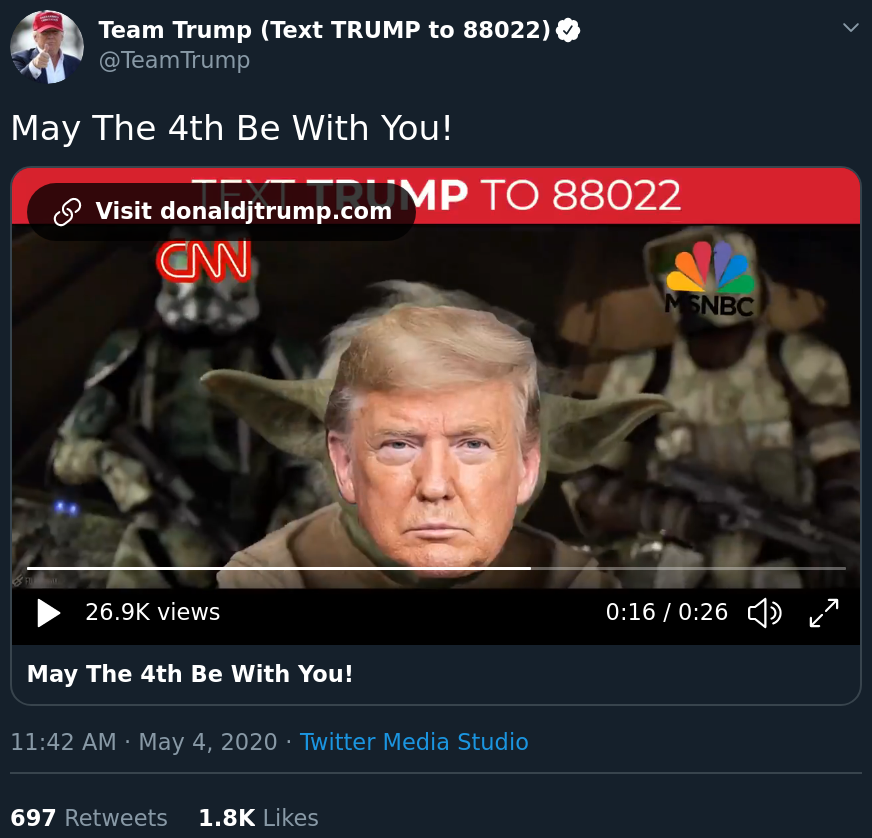 Team Trump (Text TRUMP to 88022)
@TeamTrump
May The 4th Be With You!
TEXT TRUMP TO 88022
Visit donaldjtrump.com
CNN
MSNBC
26.9K views
0:16 / 0:26
May The 4th Be With You!
11:42 AM · May 4, 2020 · Twitter Media Studio
697 Retweets 1.8K Likes